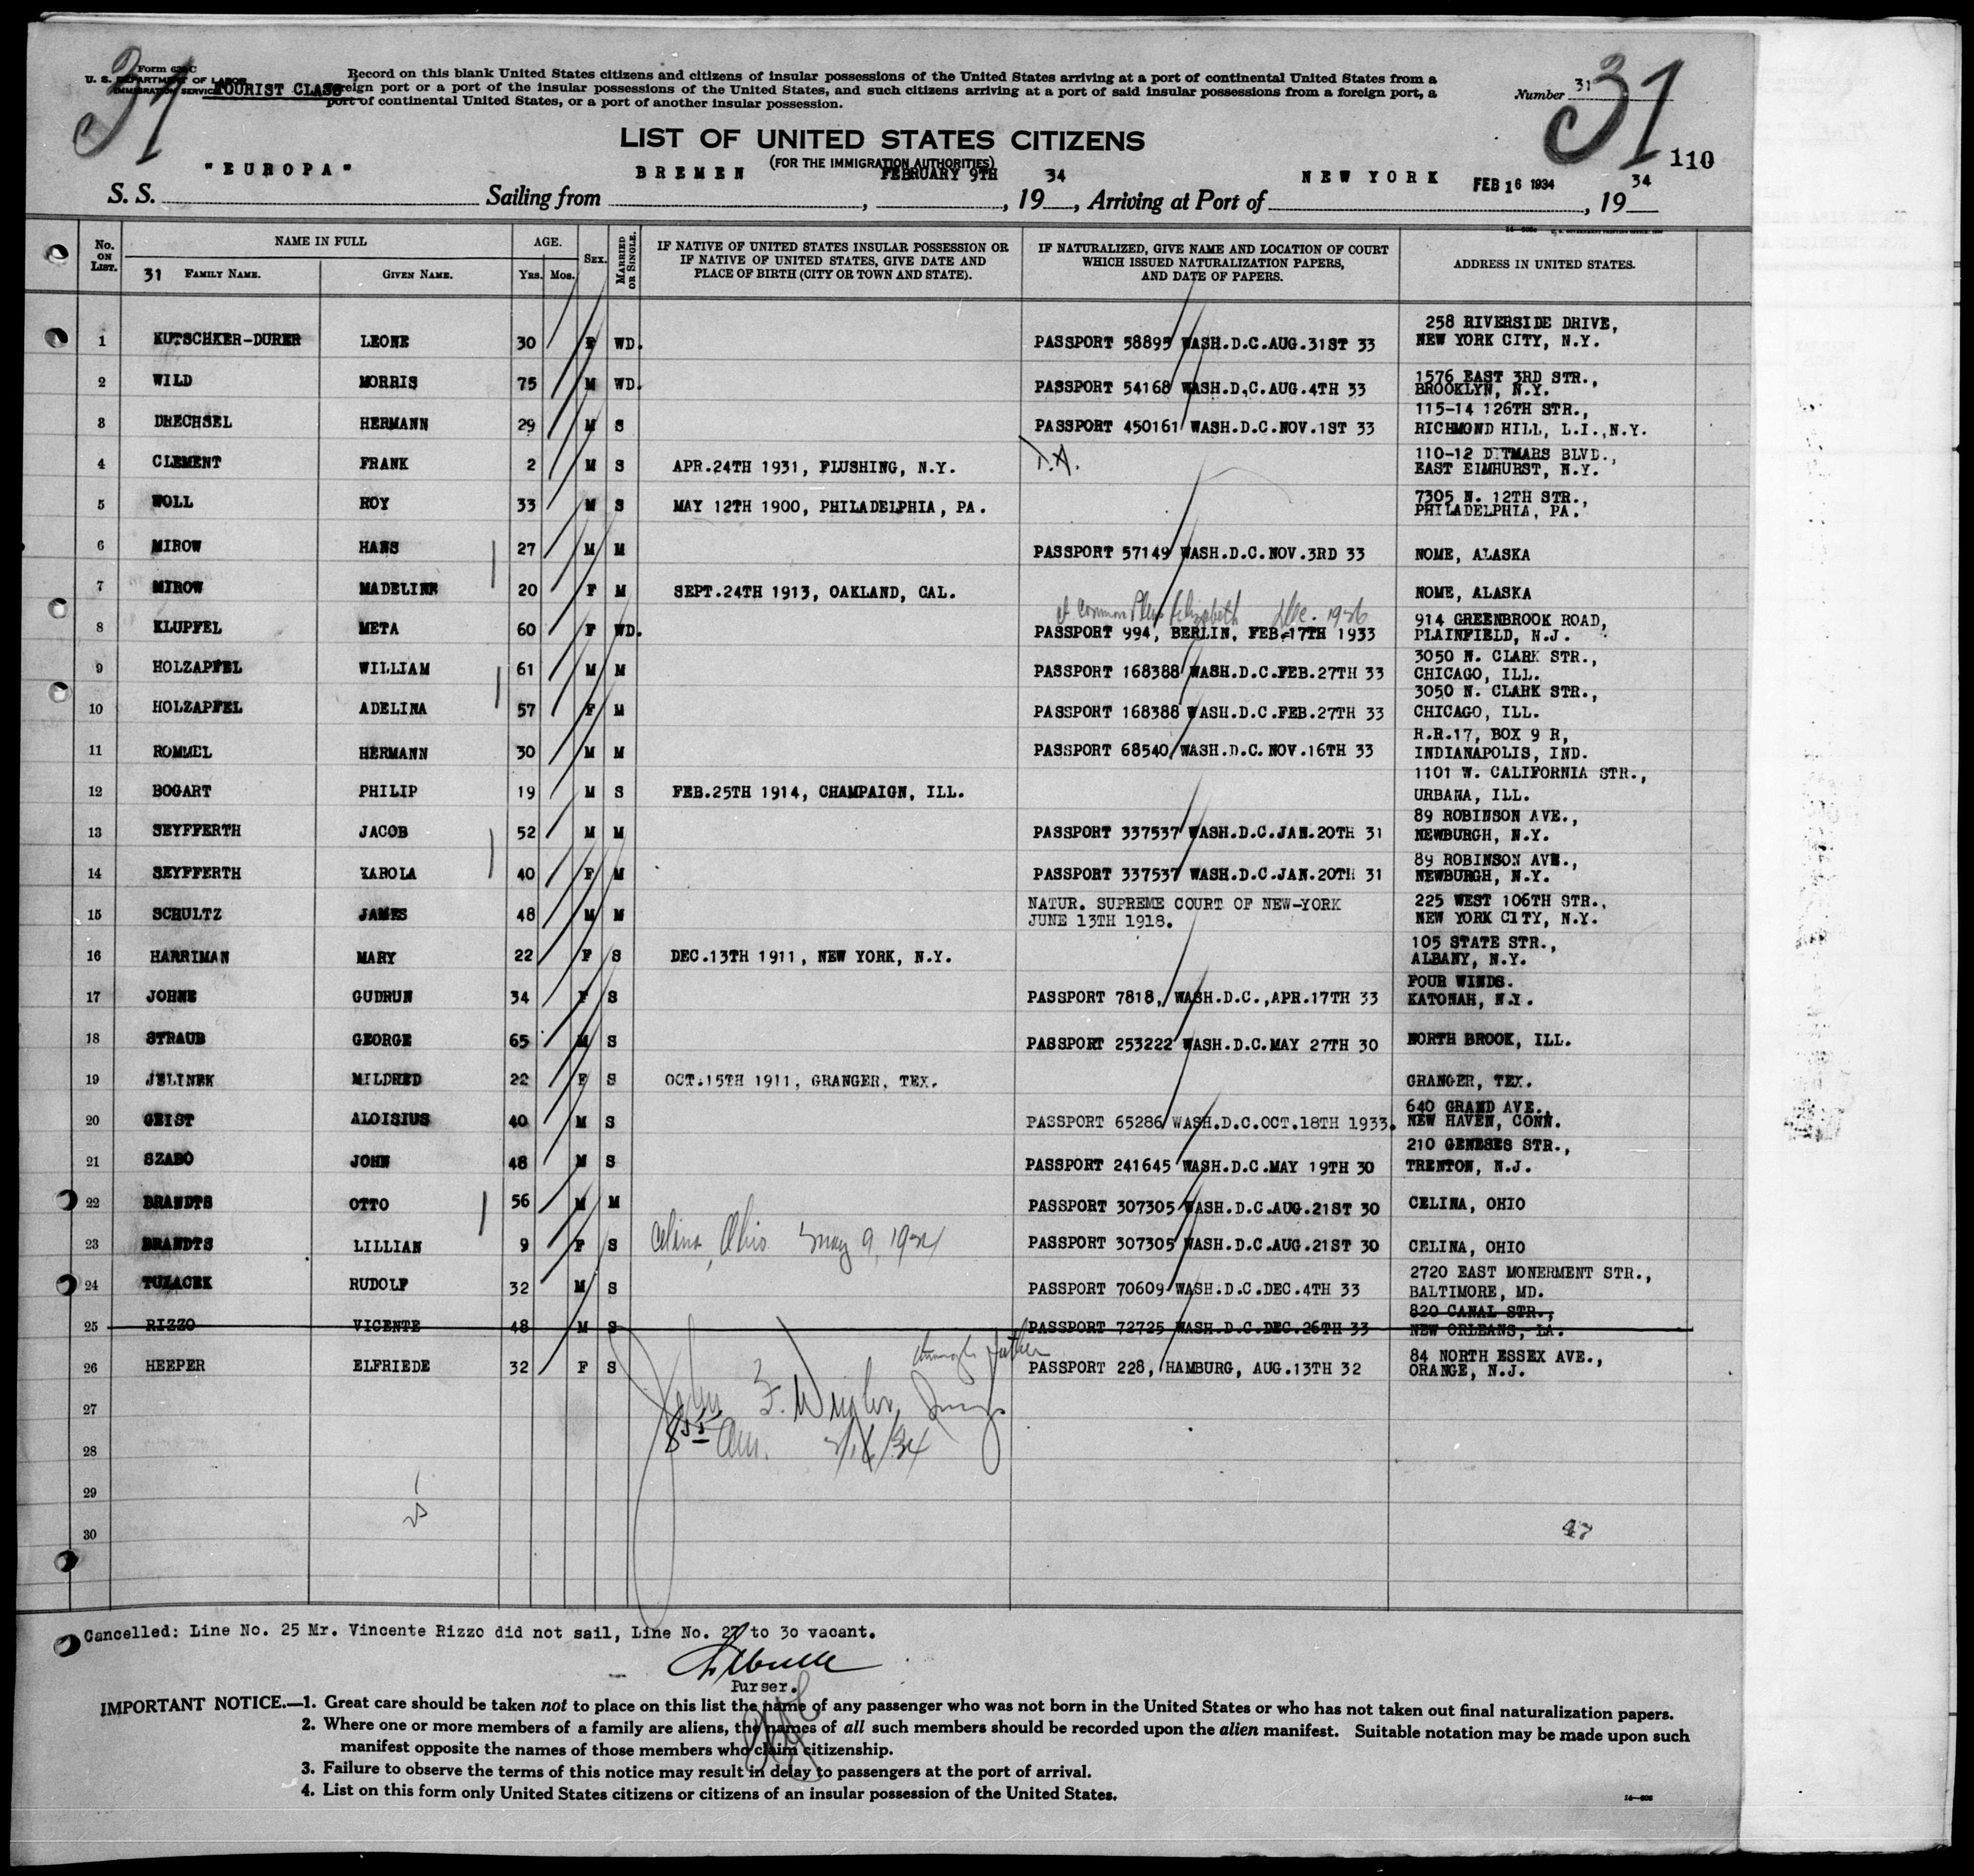 31
Form 630 C
U. S. DEPARTMENT OF LABOR
IMMIGRATION SERVICE
TOURIST CLASS
Record on this blank United States citizens and citizens of insular possessions of the United States arriving at a port of continental United States from a
foreign port or a port of the insular possessions of the United States, and such citizens arriving at a port of said insular possessions from a foreign port, a
port of continental United States, or a port of another insular possession.
Number 31
31
110
LIST OF UNITED STATES CITIZENS
(FOR THE IMMIGRATION AUTHORITIES)
S. S. "EUROPA" Sailing from BREMEN, FEBRUARY 9TH, 19 34, Arriving at Port of NEW YORK FEB 16 1934, 19 34
No. ON LIST. NAME IN FULL AGE. SEX. MARRIED OR SINGLE. IF NATIVE OF UNITED STATES INSULAR POSSESSION OR IF NATIVE OF UNITED STATES, GIVE DATE AND PLACE OF BIRTH (CITY OR TOWN AND STATE). IF NATURALIZED, GIVE NAME AND LOCATION OF COURT WHICH ISSUED NATURALIZATION PAPERS, AND DATE OF PAPERS. ADDRESS IN UNITED STATES.
31 FAMILY NAME. GIVEN NAME. Yrs. Mos.
1 KUTSCHKER-DURER LEONE 30 F WD. PASSPORT 58895 WASH.D.C.AUG.31ST 33 258 RIVERSIDE DRIVE, NEW YORK CITY, N.Y.
2 WILD MORRIS 75 M WD. PASSPORT 54168 WASH.D,C.AUG.4TH 33 1576 EAST 3RD STR., BROOKLYN, N.Y.
3 DRECHSEL HERMANN 29 M S PASSPORT 450161 WASH.D.C.NOV.1ST 33 115-14 126TH STR., RICHMOND HILL, L.I.,N.Y.
4 CLEMENT FRANK 2 M S APR.24TH 1931, FLUSHING, N.Y. T.A. 110-12 DITMARS BLVD., EAST ElMHURST, N.Y.
5 WOLL ROY 33 M S MAY 12TH 1900, PHILADELPHIA, PA. 7305 N. 12TH STR., PHILADELPHIA, PA.
6 MIROW HANS 27 M M PASSPORT 57149 WASH.D.C.NOV.3RD 33 NOME, ALASKA
7 MIROW MADELINE 20 F M SEPT.24TH 1913, OAKLAND, CAL. NOME, ALASKA
Ct Common Pleas Elizabeth Dec. 1926
8 KLUPFEL META 60 F WD. PASSPORT 994, BERLIN, FEB.17TH 1933 914 GREENBROOK ROAD, PLAINFIELD, N.J.
9 HOLZAPFEL WILLIAM 61 M M PASSPORT 168388 WASH.D.C.FEB.27TH 33 3050 N. CLARK STR., CHICAGO, ILL.
10 HOLZAPFEL ADELINA 57 F M PASSPORT 168388 WASH.D.C.FEB.27TH 33 3050 N. CLARK STR., CHICAGO, ILL.
11 ROMMEL HERMANN 30 M M PASSPORT 68540 WASH.D.C. NOV.16TH 33 R.R.17, BOX 9 R, INDIANAPOLIS, IND.
12 BOGART PHILIP 19 M S FEB.25TH 1914, CHAMPAIGN, ILL. 1101 W. CALIFORNIA STR., URBANA, ILL.
13 SEYFFERTH JACOB 52 M M PASSPORT 337537 WASH.D.C.JAN.20TH 31 89 ROBINSON AVE., NEWBURGH, N.Y.
14 SEYFFERTH KAROLA 40 F M PASSPORT 337537 WASH.D.C.JAN.20TH 31 89 ROBINSON AVE., NEWBURGH, N.Y.
15 SCHULTZ JAMES 48 M M NATUR. SUPREME COURT OF NEW-YORK JUNE 13TH 1918. 225 WEST 106TH STR., NEW YORK CITY, N.Y.
16 HARRIMAN MARY 22 F S DEC.13TH 1911, NEW YORK, N.Y. 105 STATE STR., ALBANY, N.Y.
17 JOHNE GUDRUN 34 F S PASSPORT 7818, WASH.D.C.,APR.17TH 33 FOUR WINDS. KATONAH, N.Y.
18 STRAUB GEORGE 65 M S PASSPORT 253222 WASH.D.C.MAY 27TH 30 NORTH BROOK, ILL.
19 JELINEK MILDRED 22 F S OCT.15TH 1911, GRANGER, TEX. GRANGER, TEX.
20 GEIST ALOISIUS 40 M S PASSPORT 65286 WASH.D.C.OCT.18TH 1933. 640 GRAND AVE., NEW HAVEN, CONN.
21 SZABO JOHN 48 M S PASSPORT 241645 WASH.D.C.MAY 19TH 30 210 GENESES STR., TRENTON, N.J.
22 BRANDTS OTTO 56 M M PASSPORT 307305 WASH.D.C.AUG.21ST 30 CELINA, OHIO
23 BRANDTS LILLIAN 9 F S Celina, Ohio May 9, 1924 PASSPORT 307305 WASH.D.C.AUG.21ST 30 CELINA, OHIO
24 TUZACEK RUDOLF 32 M S PASSPORT 70609 WASH.D.C.DEC.4TH 33 2720 EAST MONERMENT STR., BALTIMORE, MD.
25 RIZZO VICENTE 48 M S PASSPORT 72725 WASH.D.C.DEC.26TH 33 820 CANAL STR., NEW ORLEANS, LA.
through father
26 HEEPER ELFRIEDE 32 F S PASSPORT 228, HAMBURG, AUG.13TH 32 84 NORTH ESSEX AVE., ORANGE, N.J.
27 John F.
28 8 55 Am. 2/16/34
29
30 47
Cancelled: Line No. 25 Mr. Vincente Rizzo did not sail, Line No. 27 to 30 vacant.
Purser.
IMPORTANT NOTICE.—1. Great care should be taken not to place on this list the name of any passenger who was not born in the United States or who has not taken out final naturalization papers.
2. Where one or more members of a family are aliens, the names of all such members should be recorded upon the alien manifest. Suitable notation may be made upon such
manifest opposite the names of those members who claim citizenship.
3. Failure to observe the terms of this notice may result in delay to passengers at the port of arrival.
4. List on this form only United States citizens or citizens of an insular possession of the United States.